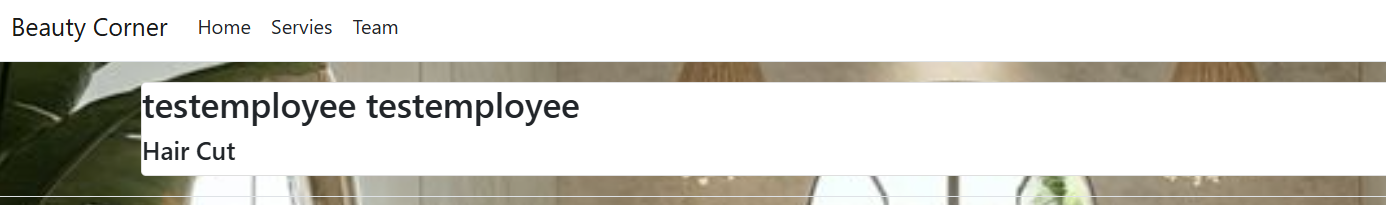 Beauty Corner Home Servies Team
testemployee testemployee
Hair Cut